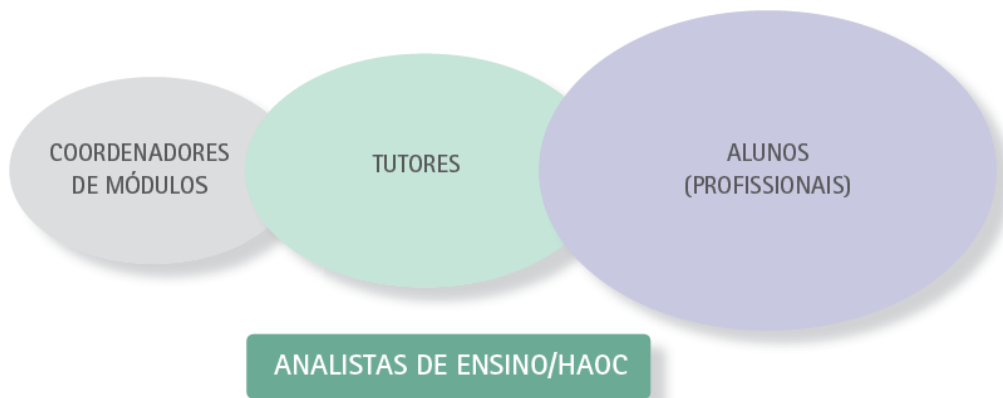 COORDENADORES
DE MÓDULOS
TUTORES
ALUNOS
(PROFISSIONAIS)
ANALISTAS DE ENSINO/HAOC